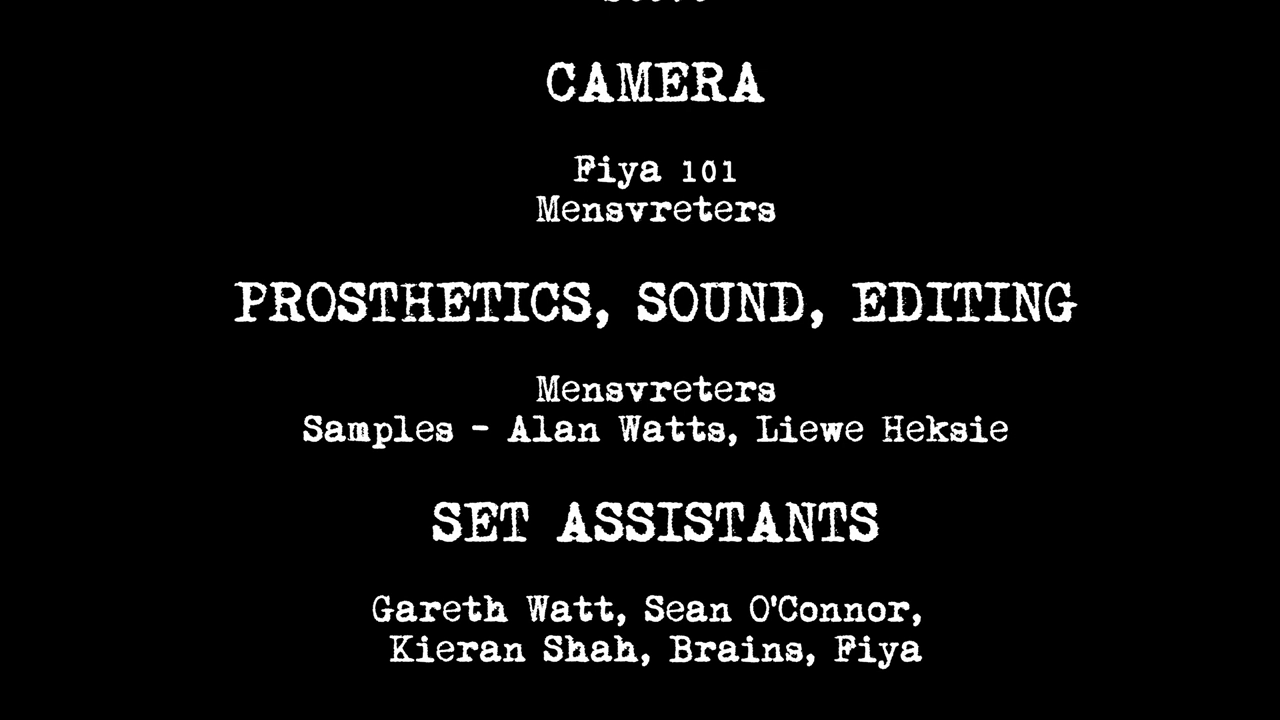 CAMERA
Fiya 101
Mensvreters
PROSTHETICS, SOUND, EDITING
Mensvreters
Samples - Alan Watts, Liewe Heksie
SET ASSISTANTS
Gareth Watt, Sean O'Connor,
Kieran Shah, Brains, Fiya